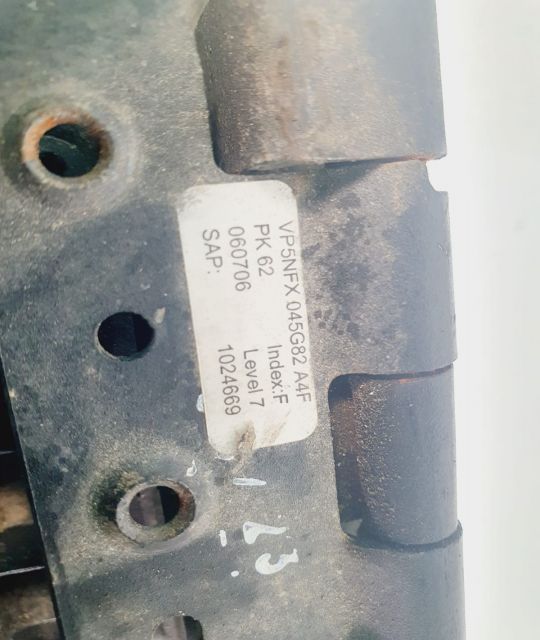 VP5NFX 045G82 A4F
PK 62 Index:F
060706 Level 7
SAP: 1024669